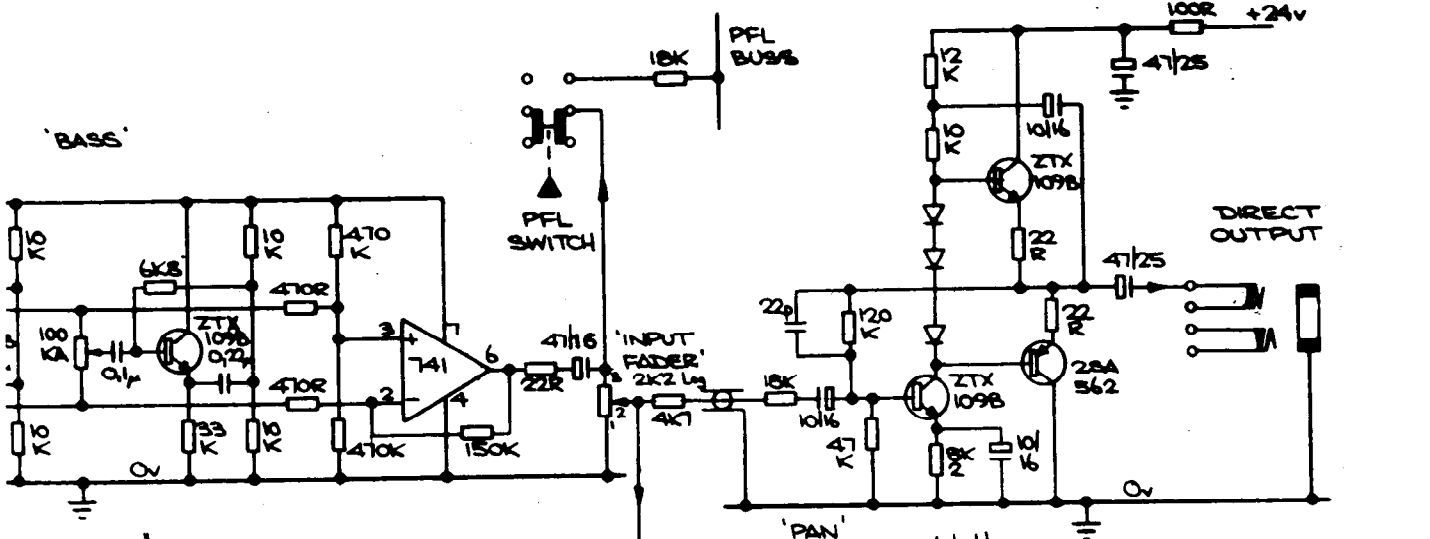 100R
+24v
PFL
BUSS
18K
12
K
47/25
10/16
'BASS'
10
K
ZTX
109B
PFL
SWITCH
DIRECT
OUTPUT
10
K
10
K
470
K
22
R
47/25
6K8
470R
22p
120
K
22
R
100
KA
ZTX
109B
0,1µ
0,22µ
3
+
7
741
6
47/16
'INPUT
FADER'
2K2 Log
22R
3
2
1
4K7
18K
10/16
ZTX
109B
2SA
562
470R
2
-
4
10
K
33
K
10
K
470K
150K
47
K
8K
2
10/
16
0v
0v
'PAN'